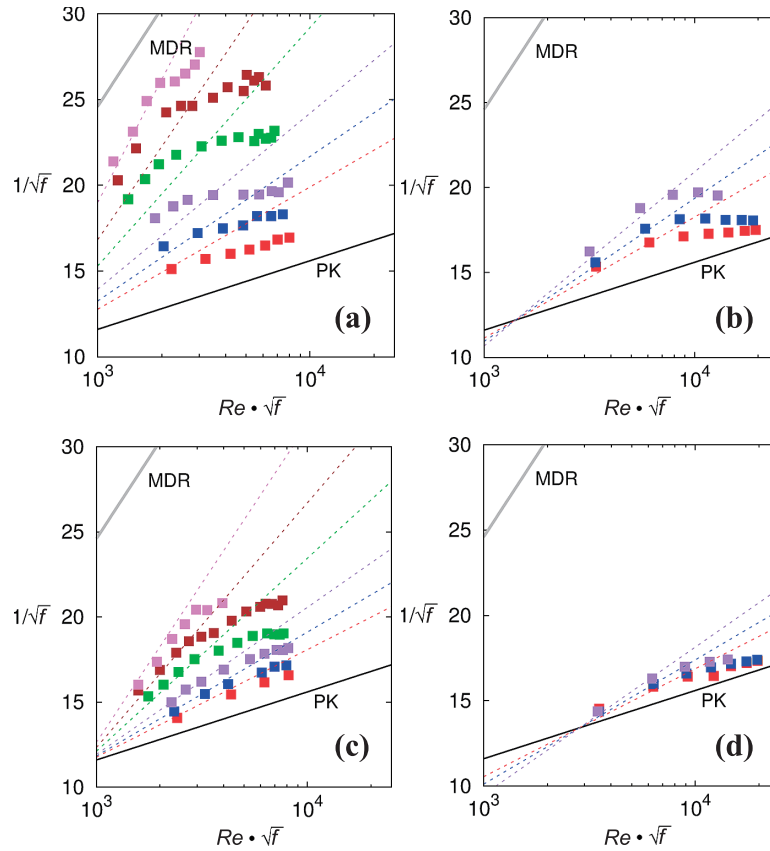 30
25
20
15
10
1/√f
MDR
PK
(a)
10³
10⁴
Re • √f
30
25
20
15
10
1/√f
MDR
PK
(b)
10³
10⁴
Re • √f
30
25
20
15
10
1/√f
MDR
PK
(c)
10³
10⁴
Re • √f
30
25
20
15
10
1/√f
MDR
PK
(d)
10³
10⁴
Re • √f